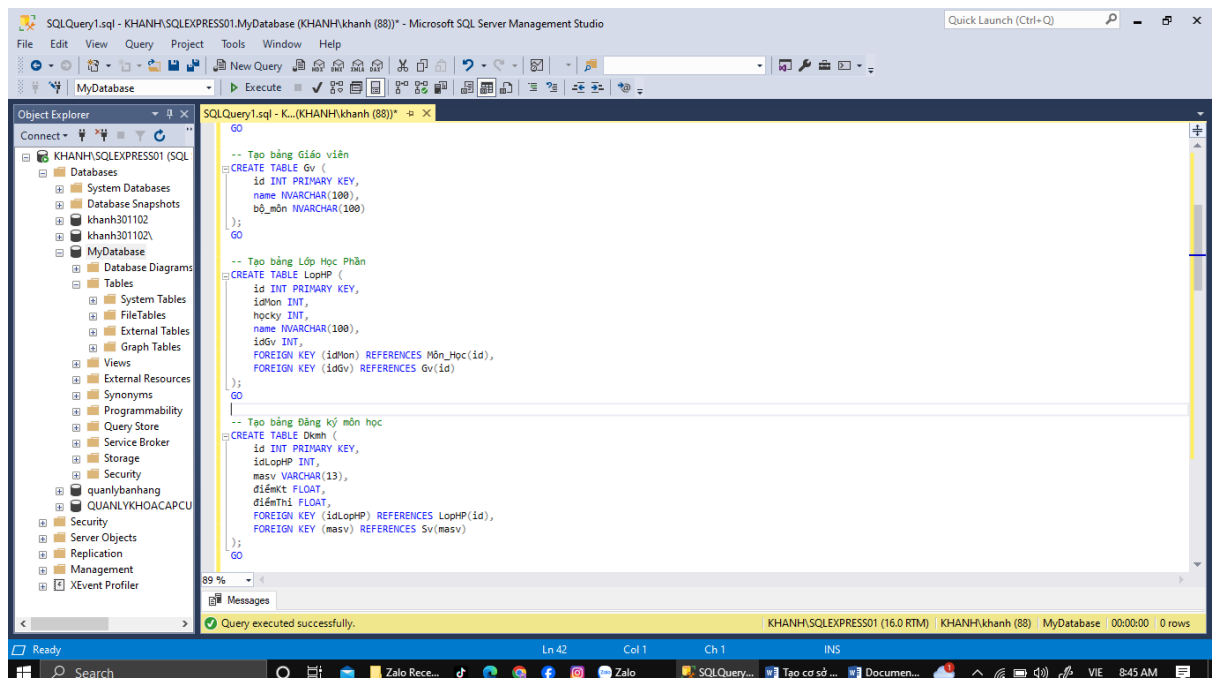 SQLQuery1.sql - KHANH\SQLEXPRESS01.MyDatabase (KHANH\khanh (88))* - Microsoft SQL Server Management Studio
Quick Launch (Ctrl+Q)
File Edit View Query Project Tools Window Help
New Query
MDX DMX XMLA DAX
MyDatabase
Execute
Object Explorer
Connect
KHANH\SQLEXPRESS01 (SQL
Databases
System Databases
Database Snapshots
khanh301102
khanh301102\
MyDatabase
Database Diagrams
Tables
System Tables
FileTables
External Tables
Graph Tables
Views
External Resources
Synonyms
Programmability
Query Store
Service Broker
Storage
Security
quanlybanhang
QUANLYKHOACAPCU
Security
Server Objects
Replication
Management
XEvent Profiler
SQLQuery1.sql - K...(KHANH\khanh (88))*
GO
-- Tạo bảng Giáo viên
CREATE TABLE Gv (
id INT PRIMARY KEY,
name NVARCHAR(100),
bộ_môn NVARCHAR(100)
);
GO
-- Tạo bảng Lớp Học Phần
CREATE TABLE LopHP (
id INT PRIMARY KEY,
idMon INT,
họcky INT,
name NVARCHAR(100),
idGv INT,
FOREIGN KEY (idMon) REFERENCES Môn_Học(id),
FOREIGN KEY (idGv) REFERENCES Gv(id)
);
GO
-- Tạo bảng Đăng ký môn học
CREATE TABLE Dkmh (
id INT PRIMARY KEY,
idLopHP INT,
masv VARCHAR(13),
điểmKt FLOAT,
điểmThi FLOAT,
FOREIGN KEY (idLopHP) REFERENCES LopHP(id),
FOREIGN KEY (masv) REFERENCES Sv(masv)
);
GO
89 %
Messages
Query executed successfully.
KHANH\SQLEXPRESS01 (16.0 RTM) KHANH\khanh (88) MyDatabase 00:00:00 0 rows
Ready
Ln 42 Col 1 Ch 1 INS
Search
Zalo Rece...
Zalo
SQLQuery...
Tạo cơ sở ...
Documen...
VIE 8:45 AM